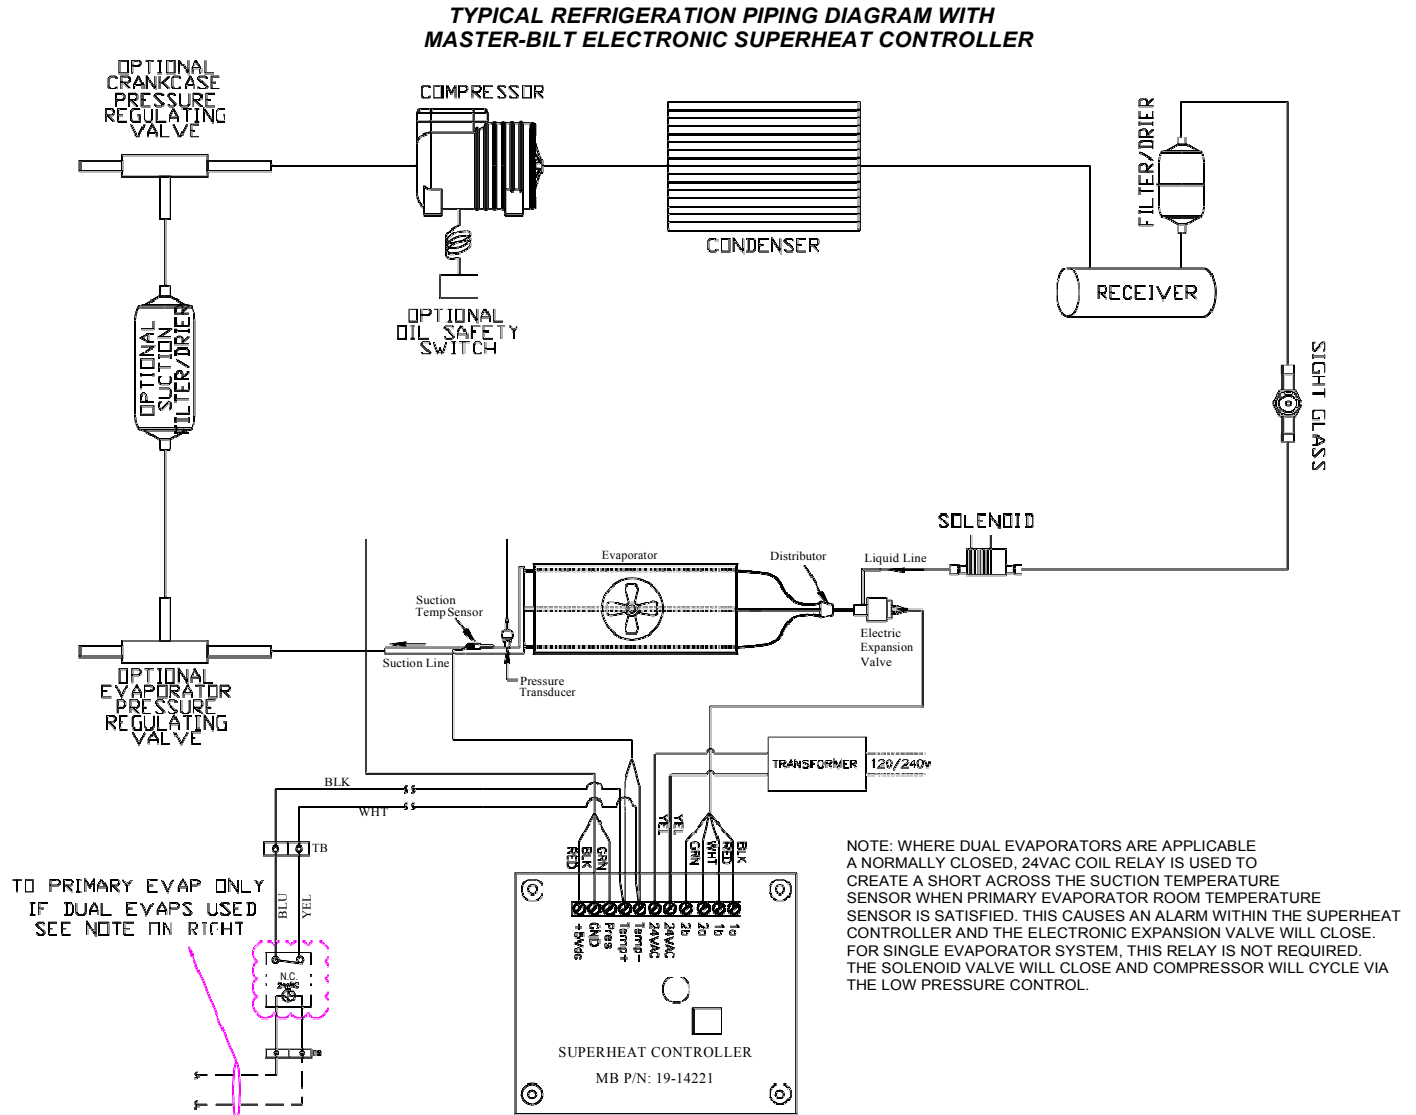 TYPICAL REFRIGERATION PIPING DIAGRAM WITH
MASTER-BILT ELECTRONIC SUPERHEAT CONTROLLER
OPTIONAL
CRANKCASE
PRESSURE
REGULATING
VALVE
COMPRESSOR
CONDENSER
FILTER/DRIER
RECEIVER
OPTIONAL
OIL SAFETY
SWITCH
OPTIONAL
SUCTION
FILTER/DRIER
SIGHT GLASS
SOLENOID
Evaporator
Distributor
Liquid Line
Suction
Temp Sensor
Electric
Expansion
Valve
Suction Line
Pressure
Transducer
OPTIONAL
EVAPORATOR
PRESSURE
REGULATING
VALVE
TRANSFORMER
120/240v
BLK
WHT
TB
TO PRIMARY EVAP ONLY
IF DUAL EVAPS USED
SEE NOTE ON RIGHT
BLU
YEL
N.C.
24VAC
RED
BLK
GRN
YEL
YEL
GRN
WHT
RED
BLK
+5Vdc
GND
Pres
Temp+
Temp-
24VAC
24VAC
2b
2a
1b
1a
SUPERHEAT CONTROLLER
MB P/N: 19-14221
NOTE: WHERE DUAL EVAPORATORS ARE APPLICABLE
A NORMALLY CLOSED, 24VAC COIL RELAY IS USED TO
CREATE A SHORT ACROSS THE SUCTION TEMPERATURE
SENSOR WHEN PRIMARY EVAPORATOR ROOM TEMPERATURE
SENSOR IS SATISFIED. THIS CAUSES AN ALARM WITHIN THE SUPERHEAT
CONTROLLER AND THE ELECTRONIC EXPANSION VALVE WILL CLOSE.
FOR SINGLE EVAPORATOR SYSTEM, THIS RELAY IS NOT REQUIRED.
THE SOLENOID VALVE WILL CLOSE AND COMPRESSOR WILL CYCLE VIA
THE LOW PRESSURE CONTROL.